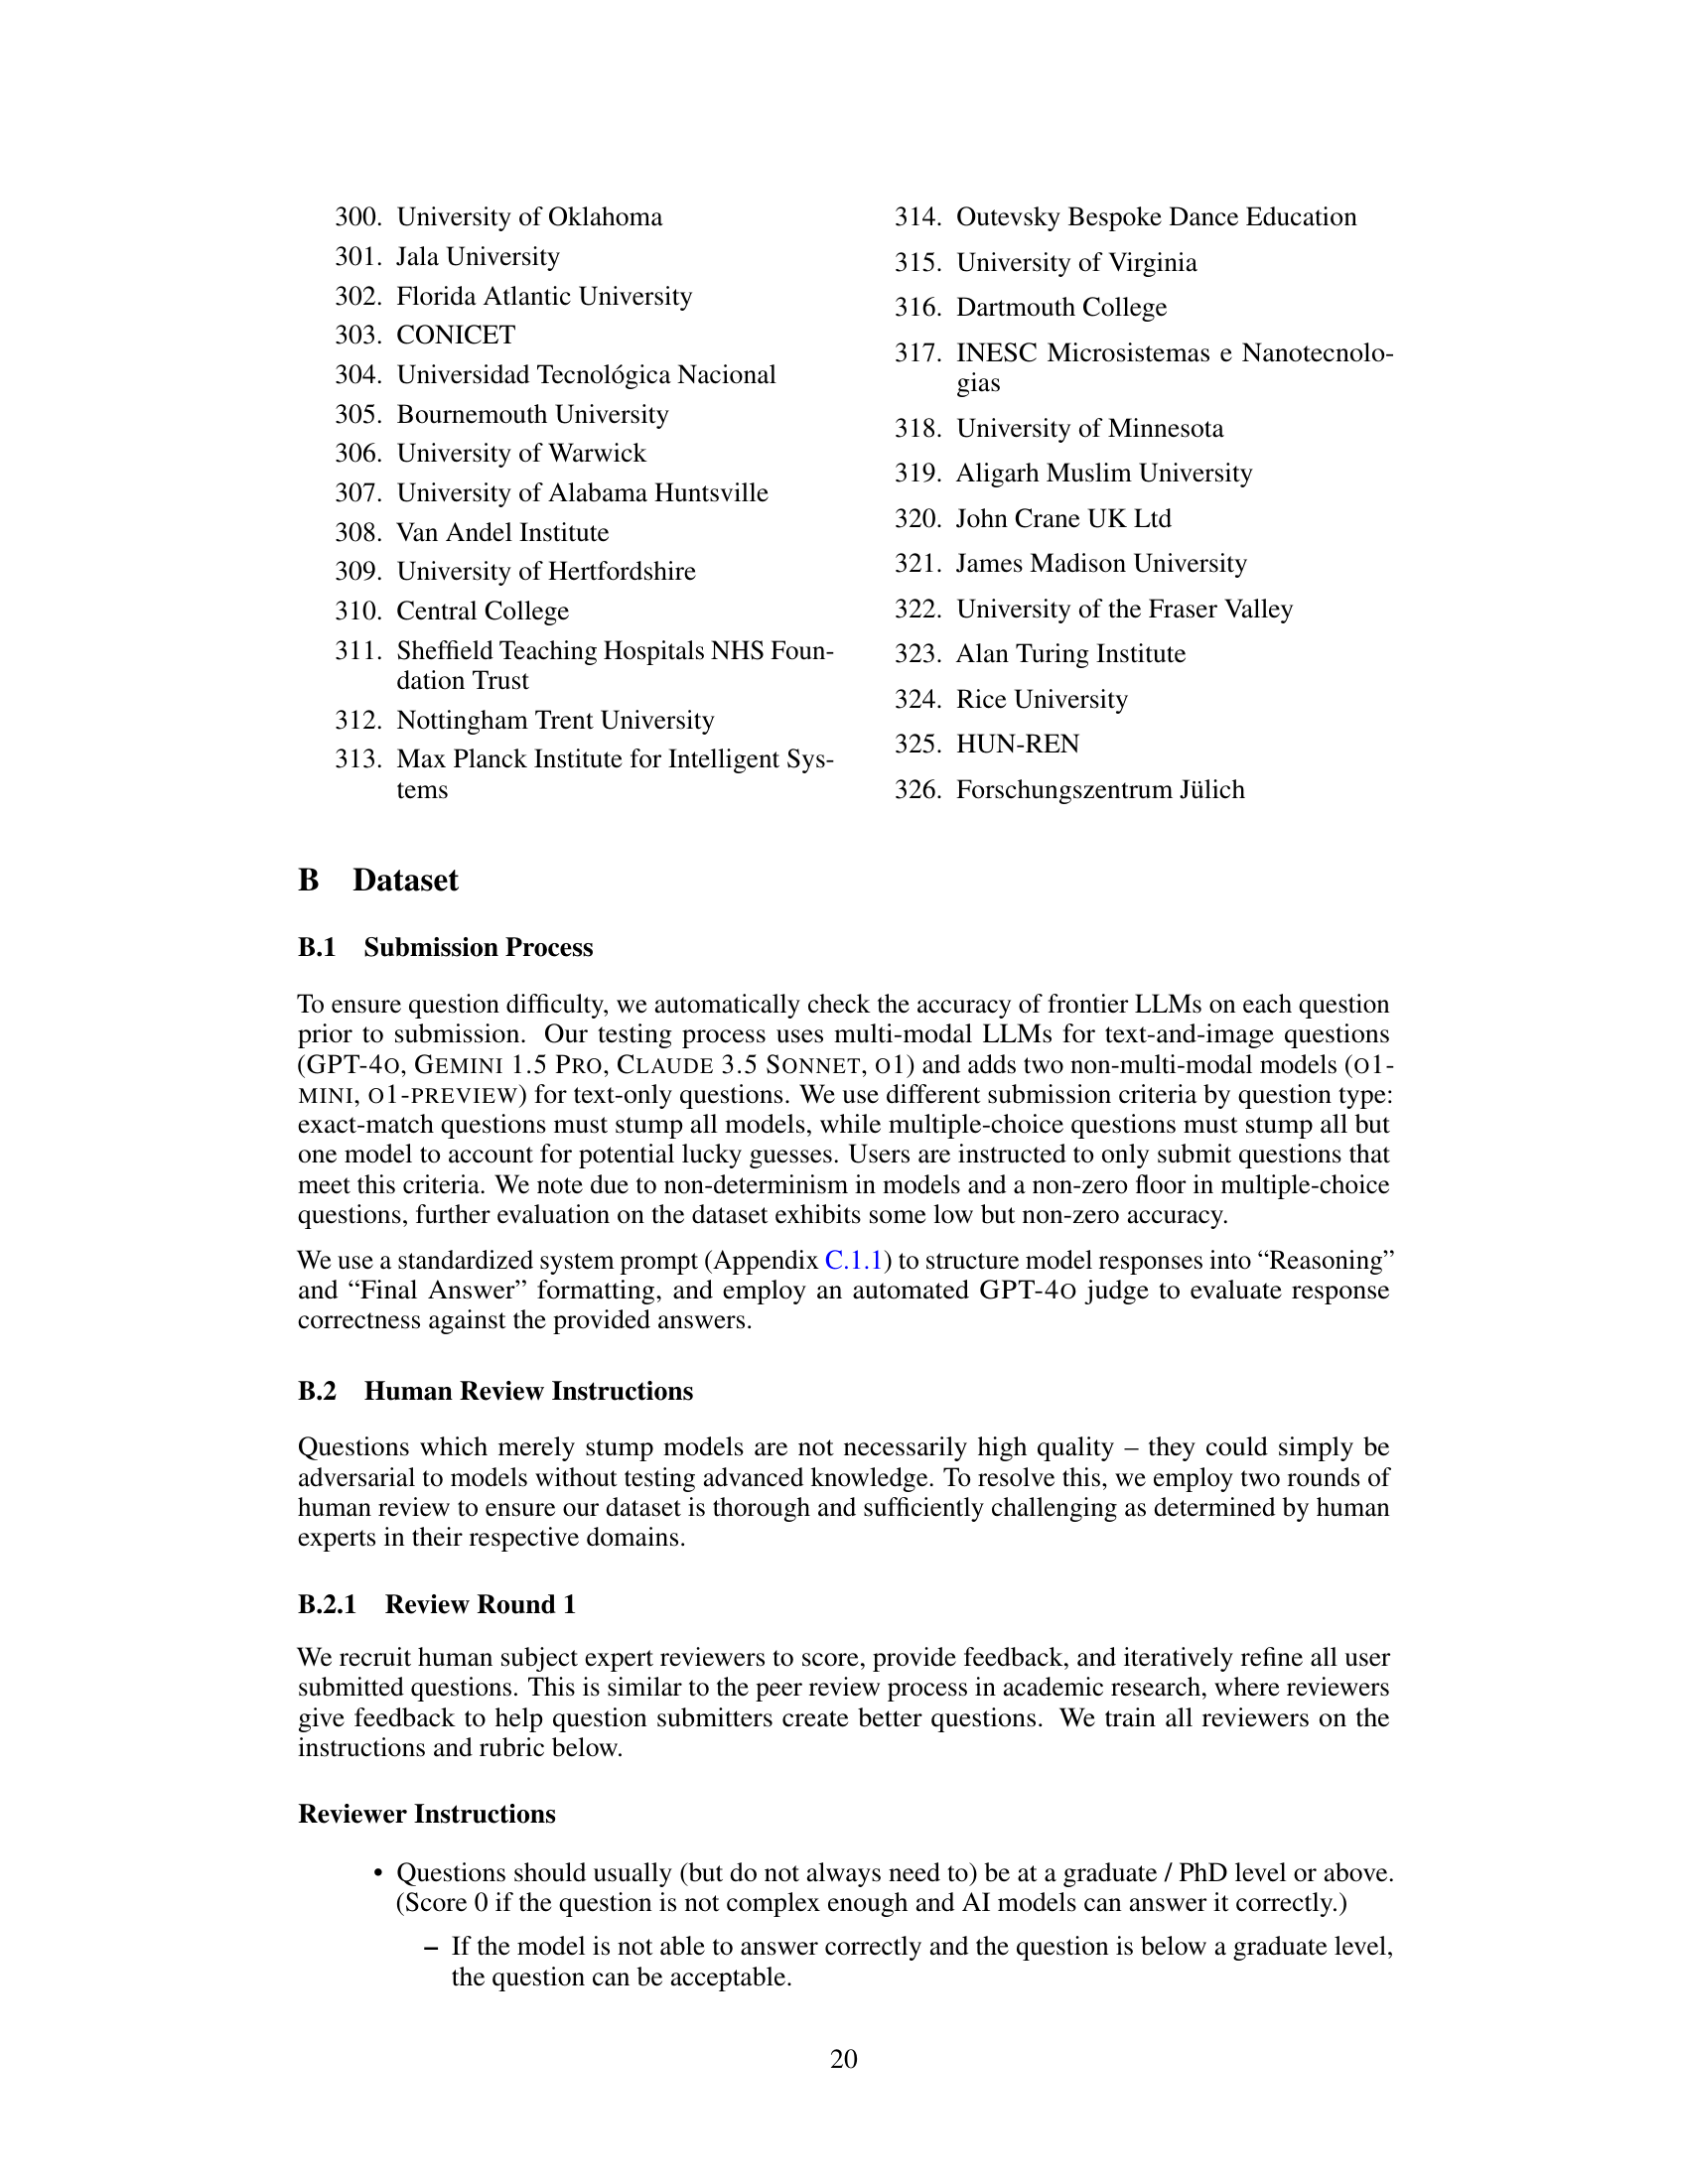 300. University of Oklahoma
301. Jala University
302. Florida Atlantic University
303. CONICET
304. Universidad Tecnológica Nacional
305. Bournemouth University
306. University of Warwick
307. University of Alabama Huntsville
308. Van Andel Institute
309. University of Hertfordshire
310. Central College
311. Sheffield Teaching Hospitals NHS Foun-
dation Trust
312. Nottingham Trent University
313. Max Planck Institute for Intelligent Sys-
tems
314. Outevsky Bespoke Dance Education
315. University of Virginia
316. Dartmouth College
317. INESC Microsistemas e Nanotecnolo-
gias
318. University of Minnesota
319. Aligarh Muslim University
320. John Crane UK Ltd
321. James Madison University
322. University of the Fraser Valley
323. Alan Turing Institute
324. Rice University
325. HUN-REN
326. Forschungszentrum Jülich
B Dataset
B.1 Submission Process
To ensure question difficulty, we automatically check the accuracy of frontier LLMs on each question
prior to submission. Our testing process uses multi-modal LLMs for text-and-image questions
(GPT-4O, GEMINI 1.5 PRO, CLAUDE 3.5 SONNET, O1) and adds two non-multi-modal models (O1-
MINI, O1-PREVIEW) for text-only questions. We use different submission criteria by question type:
exact-match questions must stump all models, while multiple-choice questions must stump all but
one model to account for potential lucky guesses. Users are instructed to only submit questions that
meet this criteria. We note due to non-determinism in models and a non-zero floor in multiple-choice
questions, further evaluation on the dataset exhibits some low but non-zero accuracy.
We use a standardized system prompt (Appendix C.1.1) to structure model responses into “Reasoning”
and “Final Answer” formatting, and employ an automated GPT-4O judge to evaluate response
correctness against the provided answers.
B.2 Human Review Instructions
Questions which merely stump models are not necessarily high quality – they could simply be
adversarial to models without testing advanced knowledge. To resolve this, we employ two rounds of
human review to ensure our dataset is thorough and sufficiently challenging as determined by human
experts in their respective domains.
B.2.1 Review Round 1
We recruit human subject expert reviewers to score, provide feedback, and iteratively refine all user
submitted questions. This is similar to the peer review process in academic research, where reviewers
give feedback to help question submitters create better questions. We train all reviewers on the
instructions and rubric below.
Reviewer Instructions
• Questions should usually (but do not always need to) be at a graduate / PhD level or above.
(Score 0 if the question is not complex enough and AI models can answer it correctly.)
– If the model is not able to answer correctly and the question is below a graduate level,
the question can be acceptable.
20